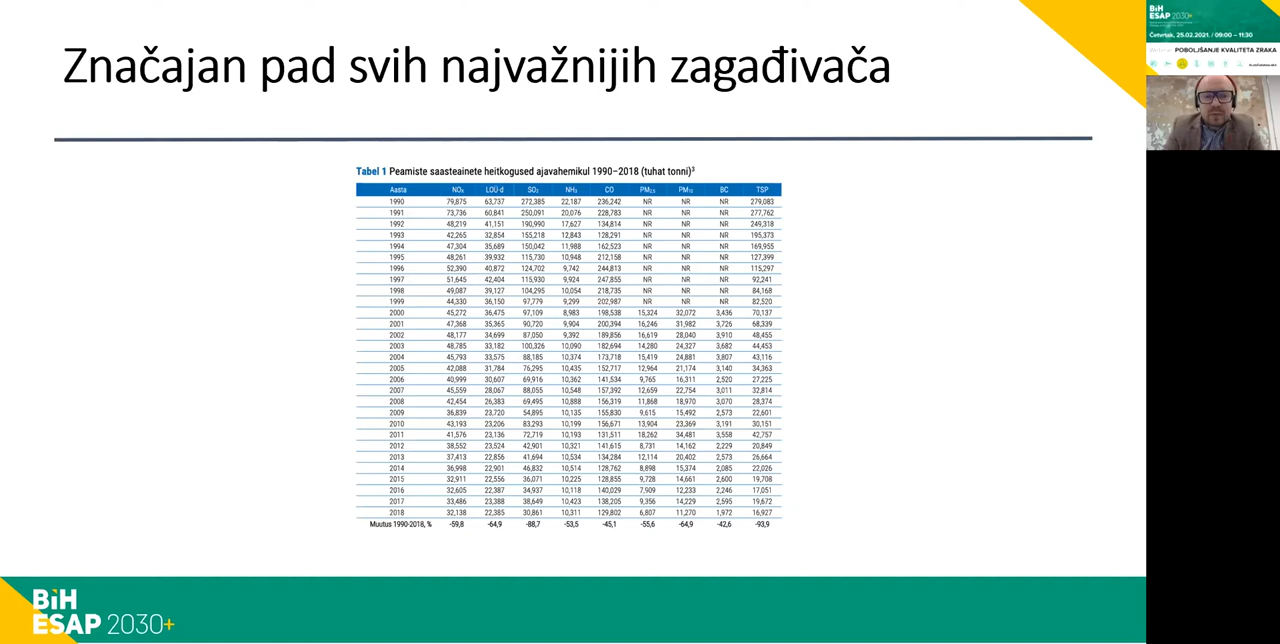 Značajan pad svih najvažnijih zagađivača
Tabel 1 Peamiste saasteainete heitkogused ajavahemikul 1990–2018 (tuhat tonni)³
Aasta NOₓ LOÜ-d SO₂ NH₃ CO PM₂,₅ PM₁₀ BC TSP
1990 79,875 63,737 272,385 22,187 236,242 NR NR NR 279,083
1991 73,736 60,841 250,091 20,076 228,783 NR NR NR 277,762
1992 48,219 41,151 190,990 17,627 134,814 NR NR NR 249,318
1993 42,265 32,854 155,218 12,843 128,291 NR NR NR 195,373
1994 47,304 35,689 150,042 11,988 162,523 NR NR NR 169,955
1995 48,261 39,932 115,730 10,948 212,158 NR NR NR 127,399
1996 52,390 40,872 124,702 9,742 244,813 NR NR NR 115,297
1997 51,645 42,404 115,930 9,924 247,855 NR NR NR 92,241
1998 49,087 39,127 104,295 10,054 218,735 NR NR NR 84,168
1999 44,330 36,150 97,779 9,299 202,987 NR NR NR 82,520
2000 45,272 36,475 97,109 8,983 198,538 15,324 32,072 3,436 70,137
2001 47,368 35,365 90,720 9,904 200,394 16,246 31,982 3,726 68,339
2002 48,177 34,699 87,050 9,392 189,856 16,619 28,040 3,910 48,455
2003 48,785 33,182 100,326 10,090 182,694 14,280 24,327 3,682 44,453
2004 45,793 33,575 88,185 10,374 173,718 15,419 24,881 3,807 43,116
2005 42,088 31,784 76,295 10,435 152,717 12,964 21,174 3,140 34,363
2006 40,999 30,607 69,916 10,362 141,534 9,765 16,311 2,520 27,225
2007 45,559 28,067 88,055 10,548 157,392 12,659 22,754 3,011 32,814
2008 42,454 26,383 69,495 10,888 156,319 11,868 18,970 3,070 28,374
2009 36,839 23,720 54,895 10,135 155,830 9,615 15,492 2,573 22,601
2010 43,193 23,206 83,293 10,199 156,671 13,904 23,369 3,191 30,151
2011 41,576 23,136 72,719 10,193 131,511 18,262 34,481 3,558 42,757
2012 38,552 23,524 42,901 10,321 141,615 8,731 14,162 2,229 20,849
2013 37,413 22,856 41,694 10,534 134,284 12,114 20,402 2,573 26,664
2014 36,998 22,901 46,832 10,514 128,762 8,898 15,374 2,085 22,026
2015 32,911 22,556 36,071 10,225 128,855 9,728 14,661 2,600 19,708
2016 32,605 22,387 34,937 10,118 140,029 7,909 12,233 2,246 17,051
2017 33,486 23,388 38,649 10,423 138,205 9,356 14,229 2,595 19,672
2018 32,138 22,385 30,861 10,311 129,802 6,807 11,270 1,972 16,927
Muutus 1990-2018, % -59,8 -64,9 -88,7 -53,5 -45,1 -55,6 -64,9 -42,6 -93,9
BiH
ESAP 2030+
BiH
ESAP 2030+
Četvrtak, 25.02.2021. / 09:00 – 11:30
POBOLJŠANJE KVALITETA ZRAKA